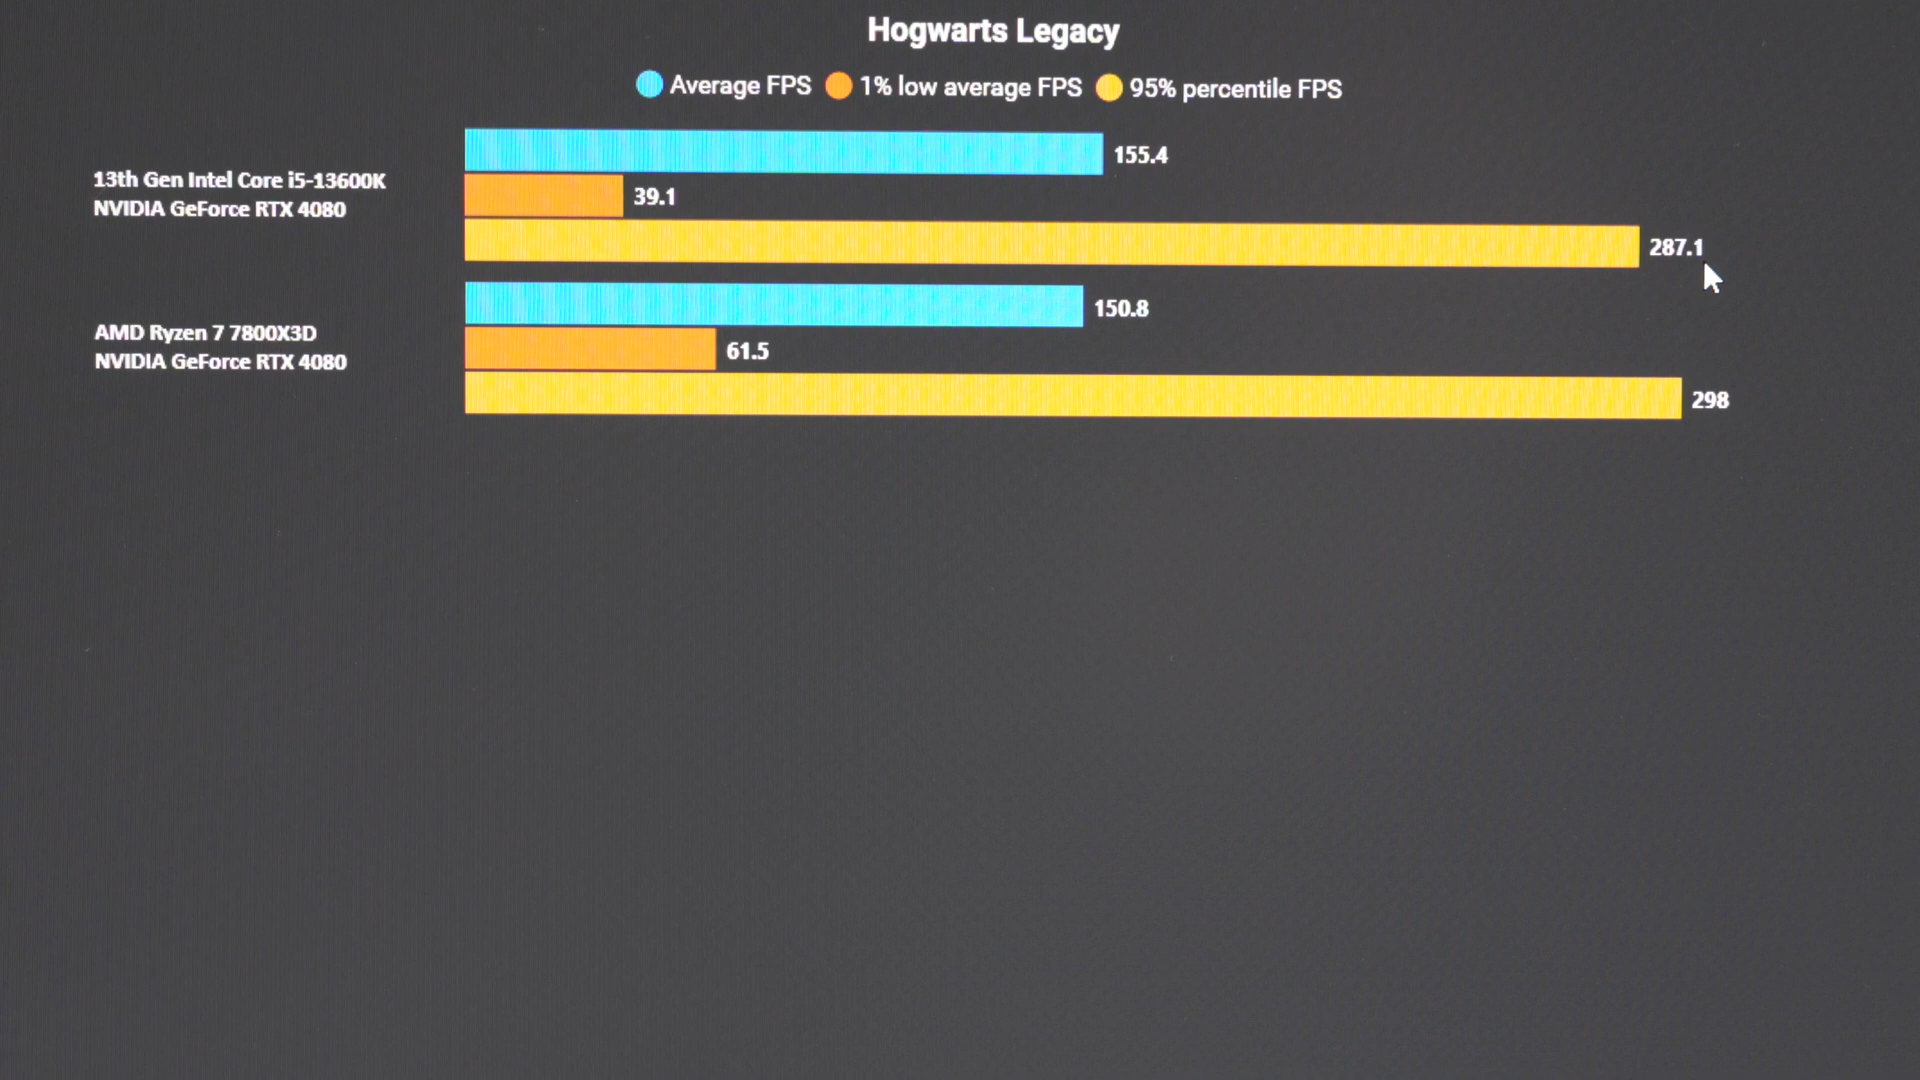 Hogwarts Legacy
Average FPS 1% low average FPS 95% percentile FPS
13th Gen Intel Core i5-13600K
NVIDIA GeForce RTX 4080
155.4
39.1
287.1
AMD Ryzen 7 7800X3D
NVIDIA GeForce RTX 4080
150.8
61.5
298